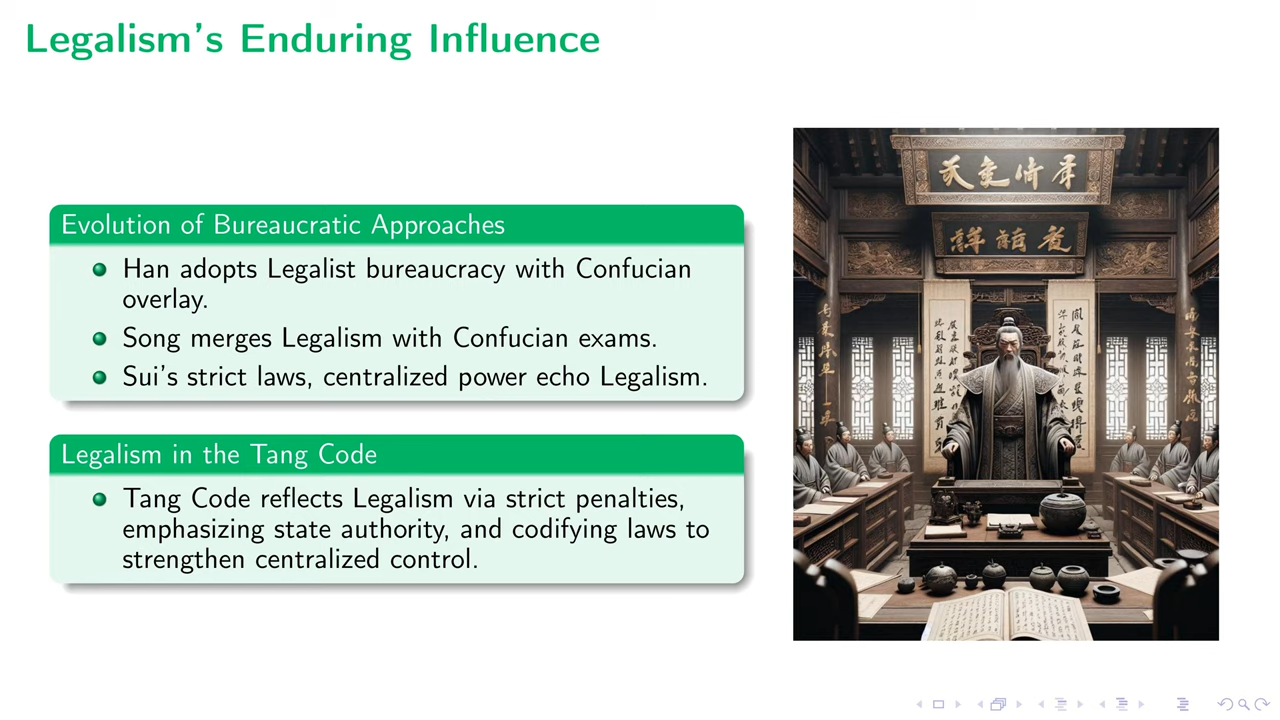 Legalism's Enduring Influence
Evolution of Bureaucratic Approaches
Han adopts Legalist bureaucracy with Confucian
overlay.
Song merges Legalism with Confucian exams.
Sui's strict laws, centralized power echo Legalism.
Legalism in the Tang Code
Tang Code reflects Legalism via strict penalties,
emphasizing state authority, and codifying laws to
strengthen centralized control.